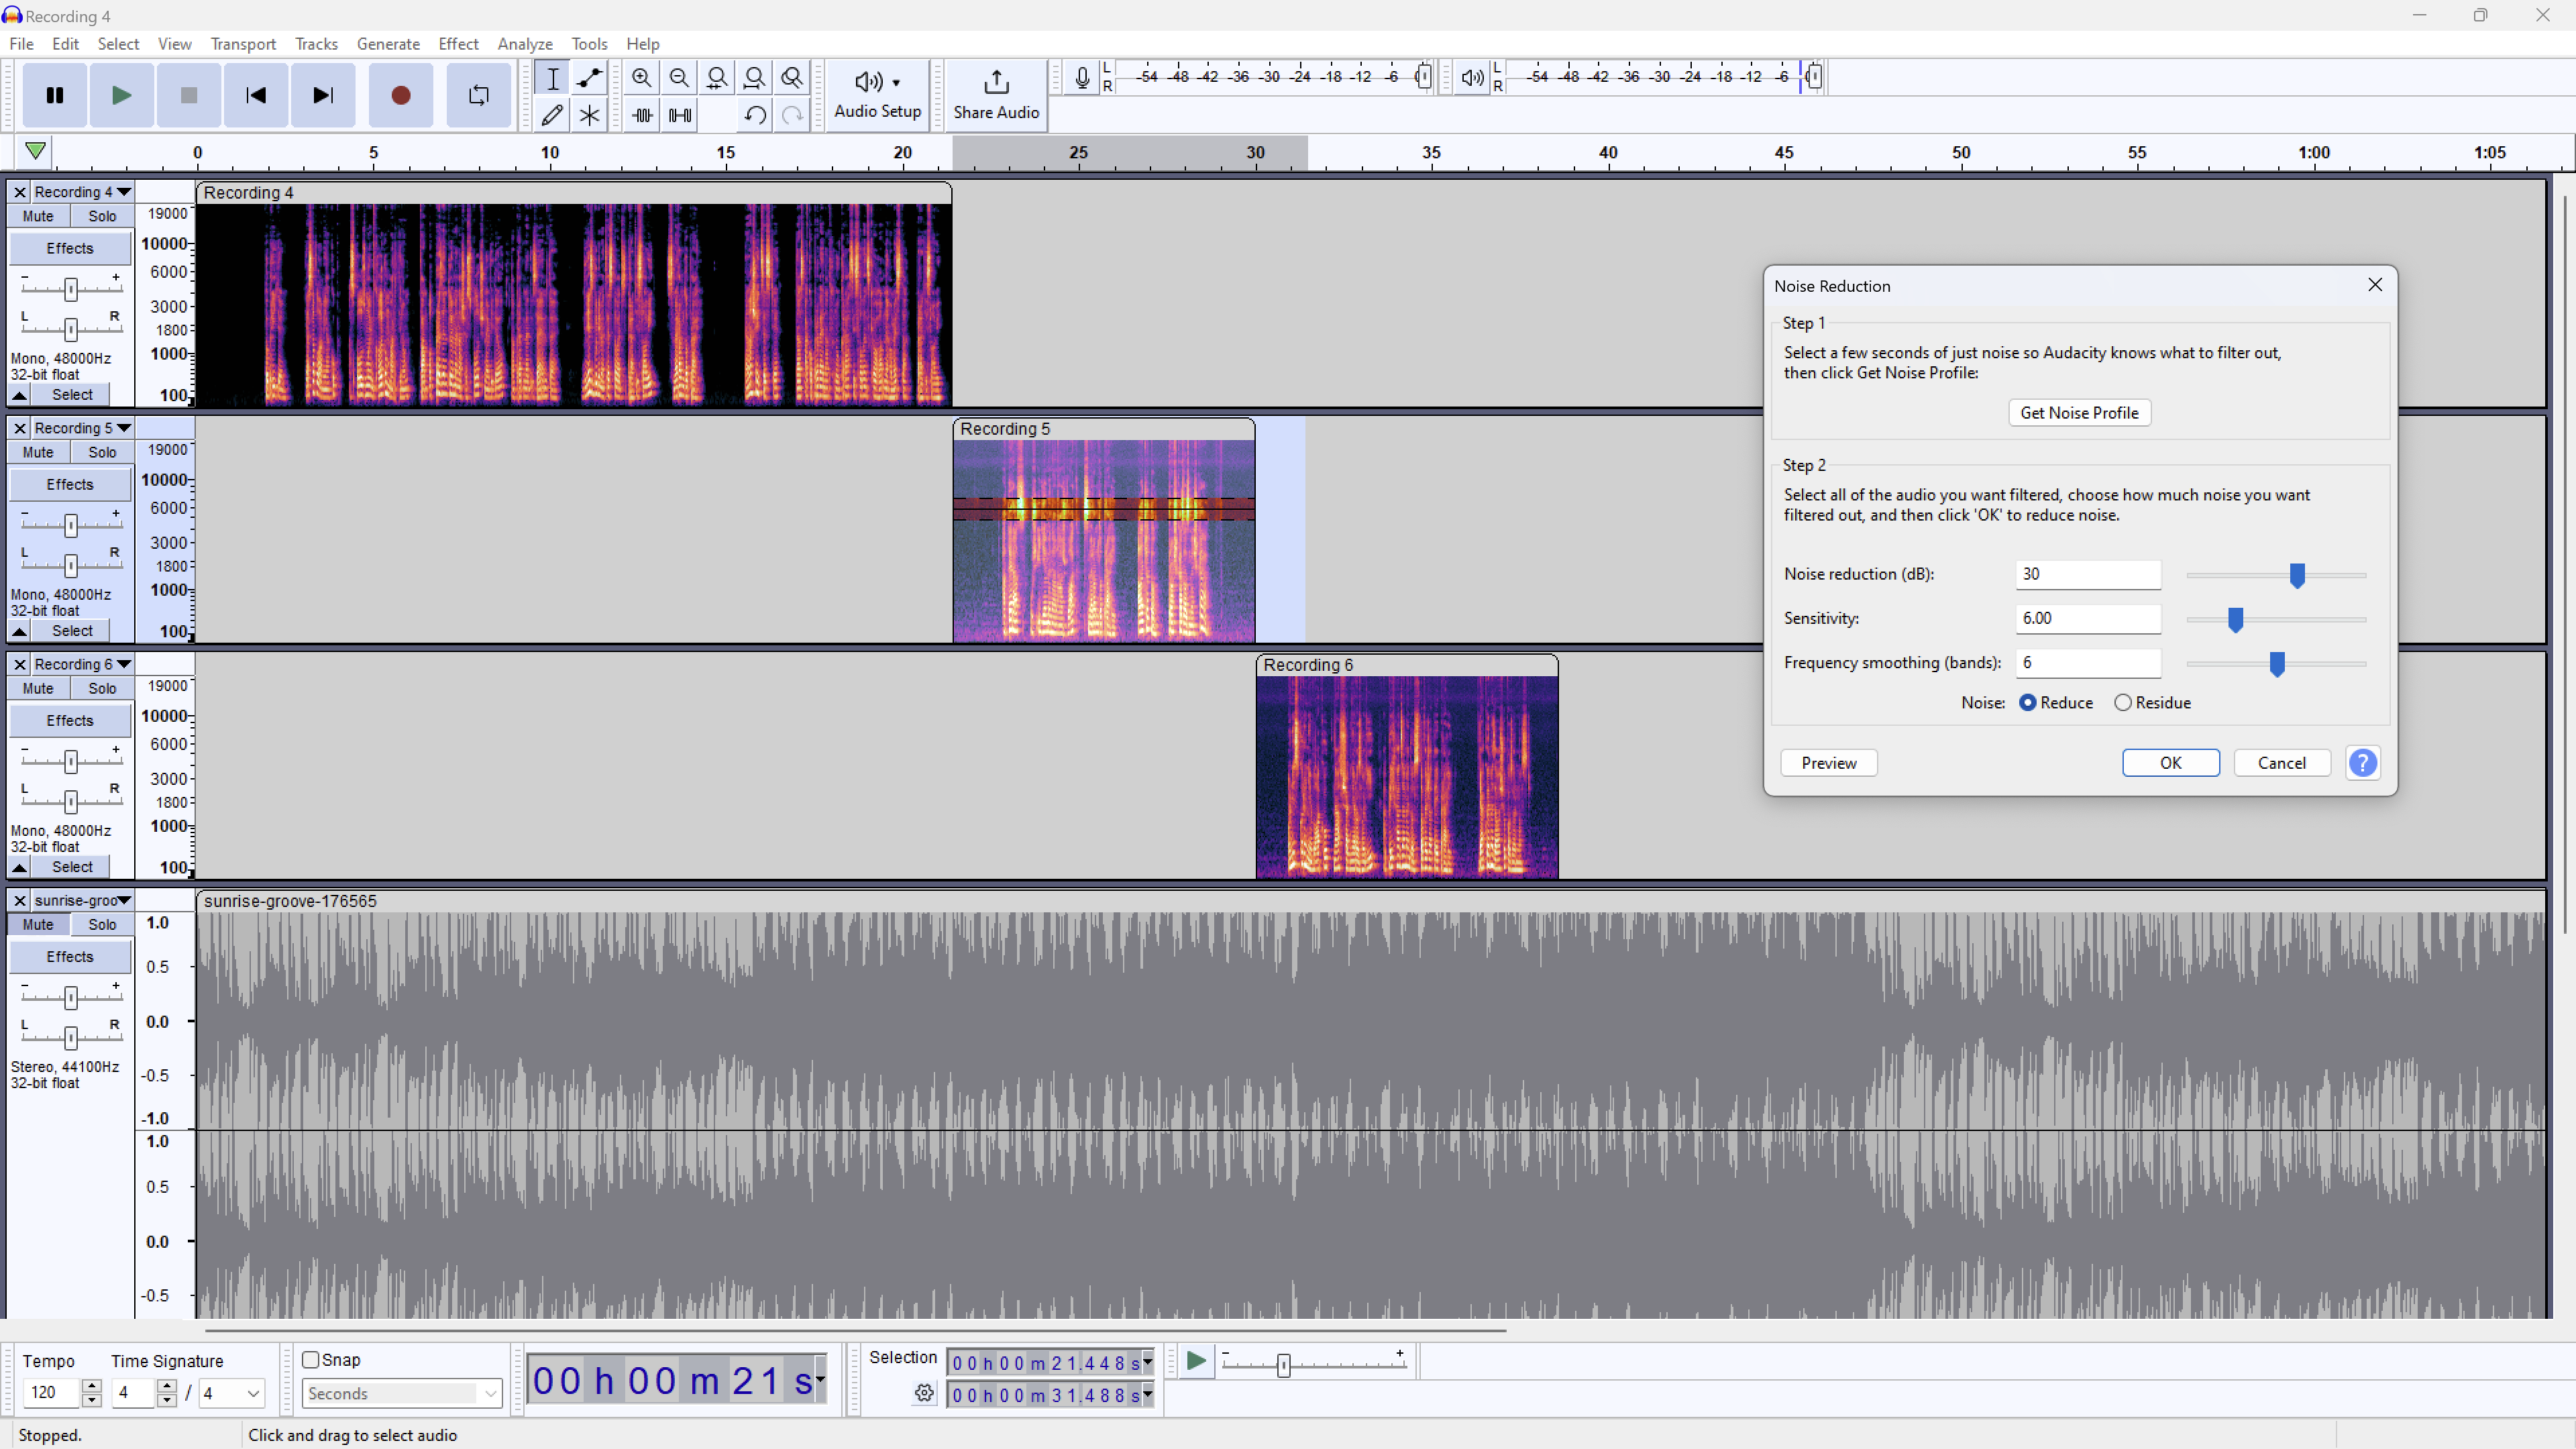 Recording 4
File Edit Select View Transport Tracks Generate Effect Analyze Tools Help
Audio Setup
Share Audio
L
R
-54 -48 -42 -36 -30 -24 -18 -12 -6 0
L
R
-54 -48 -42 -36 -30 -24 -18 -12 -6
0 5 10 15 20 25 30 35 40 45 50 55 1:00 1:05
Recording 4
Mute Solo
Effects
- +
L R
Mono, 48000Hz
32-bit float
Select
19000
10000
6000
3000
1800
1000
100
Recording 4
Recording 5
Mute Solo
Effects
- +
L R
Mono, 48000Hz
32-bit float
Select
19000
10000
6000
3000
1800
1000
100
Recording 5
Recording 6
Mute Solo
Effects
- +
L R
Mono, 48000Hz
32-bit float
Select
19000
10000
6000
3000
1800
1000
100
Recording 6
sunrise-groo
Mute Solo
Effects
- +
L R
Stereo, 44100Hz
32-bit float
1.0
0.5
0.0
-0.5
-1.0
1.0
0.5
0.0
-0.5
sunrise-groove-176565
Noise Reduction
Step 1
Select a few seconds of just noise so Audacity knows what to filter out,
then click Get Noise Profile:
Get Noise Profile
Step 2
Select all of the audio you want filtered, choose how much noise you want
filtered out, and then click 'OK' to reduce noise.
Noise reduction (dB): 30
Sensitivity: 6.00
Frequency smoothing (bands): 6
Noise: Reduce Residue
Preview OK Cancel ?
Tempo
120
Time Signature
4 / 4
Snap
Seconds
00 h 00 m 21 s
Selection
00 h 00 m 21.448 s
00 h 00 m 31.488 s
- +
Stopped.
Click and drag to select audio